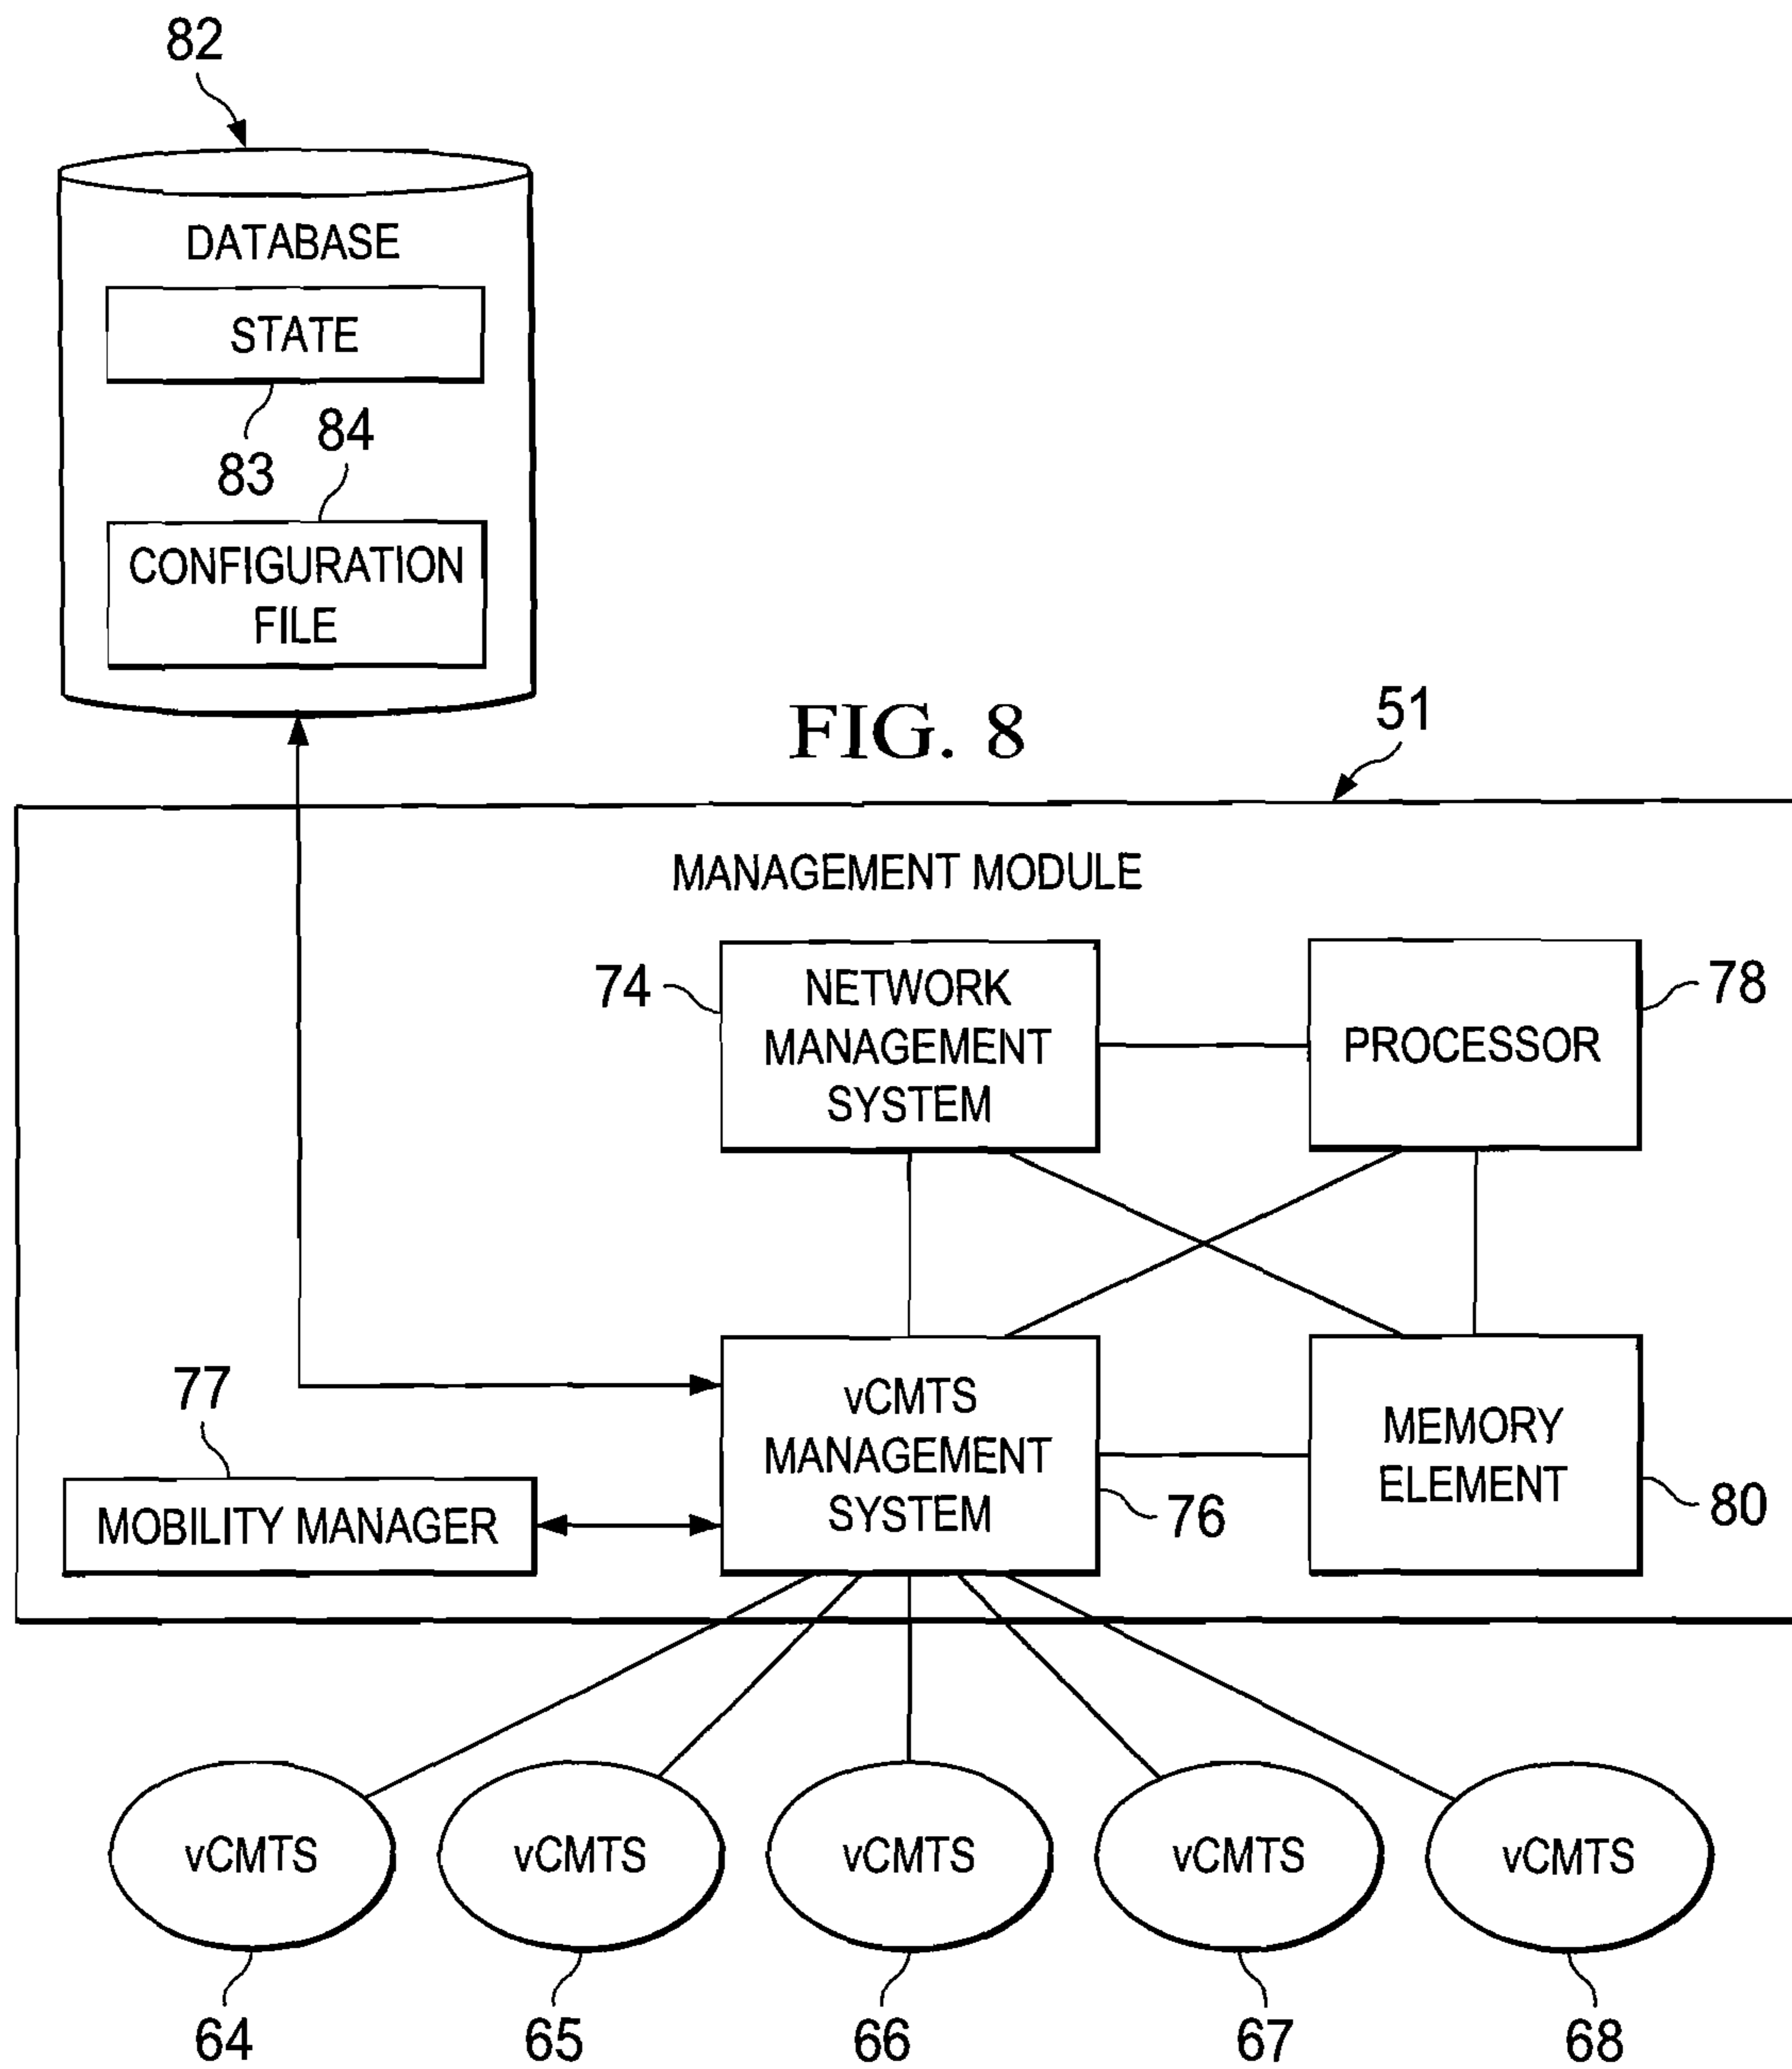 82
DATABASE
STATE
83
84
CONFIGURATION
FILE
FIG. 8
51
MANAGEMENT MODULE
74
NETWORK
MANAGEMENT
SYSTEM
PROCESSOR
78
77
MOBILITY MANAGER
vCMTS
MANAGEMENT
SYSTEM
76
MEMORY
ELEMENT
80
vCMTS
vCMTS
vCMTS
vCMTS
vCMTS
64
65
66
67
68